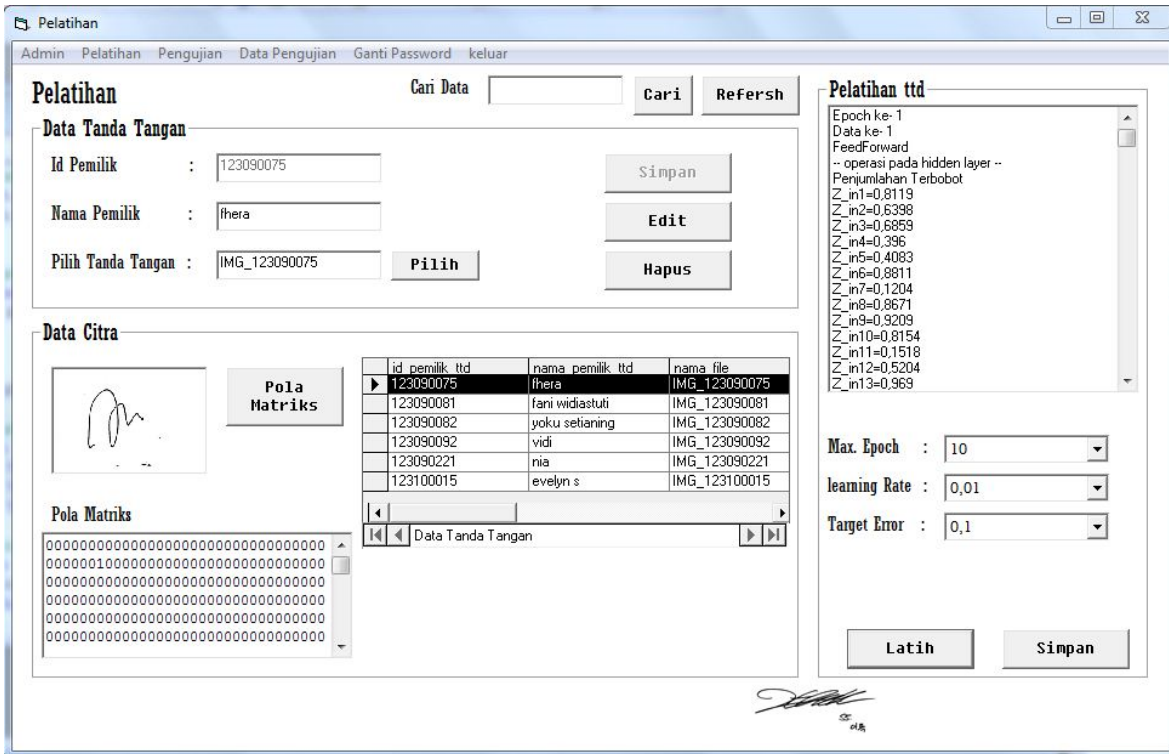 Pelatihan
Admin Pelatihan Pengujian Data Pengujian Ganti Password keluar
Pelatihan
Cari Data Cari Refersh
Data Tanda Tangan
Id Pemilik : 123090075 Simpan
Nama Pemilik : fhera Edit
Pilih Tanda Tangan : IMG_123090075 Pilih Hapus
Data Citra
Pola Matriks
id_pemilik_ttd nama_pemilik_ttd nama_file
123090075 fhera IMG_123090075
123090081 fani widiastuti IMG_123090081
123090082 yoku setianing IMG_123090082
123090092 vidi IMG_123090092
123090221 nia IMG_123090221
123100015 evelyn s IMG_123100015
Data Tanda Tangan
Pola Matriks
Pelatihan ttd
Epoch ke- 1
Data ke- 1
FeedForward
-- operasi pada hidden layer --
Penjumlahan Terbobot
Z_in1=0,8119
Z_in2=0,6398
Z_in3=0,6859
Z_in4=0,396
Z_in5=0,4083
Z_in6=0,8811
Z_in7=0,1204
Z_in8=0,8671
Z_in9=0,9209
Z_in10=0,8154
Z_in11=0,1518
Z_in12=0,5204
Z_in13=0,969
Max. Epoch : 10
learning Rate : 0,01
Target Error : 0,1
Latih Simpan